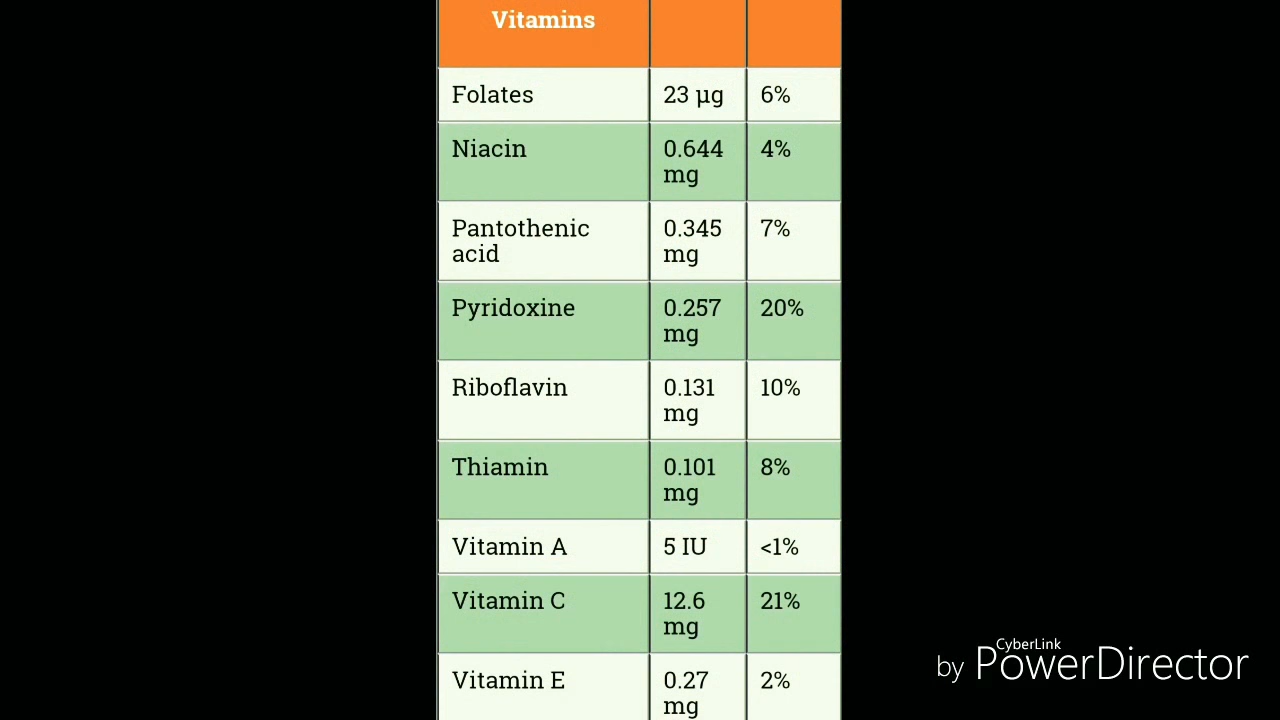 Vitamins
Folates 23 µg 6%
Niacin 0.644 4%
mg
Pantothenic 0.345 7%
acid mg
Pyridoxine 0.257 20%
mg
Riboflavin 0.131 10%
mg
Thiamin 0.101 8%
mg
Vitamin A 5 IU <1%
Vitamin C 12.6 21%
mg
Vitamin E 0.27 2%
mg
CyberLink
by PowerDirector